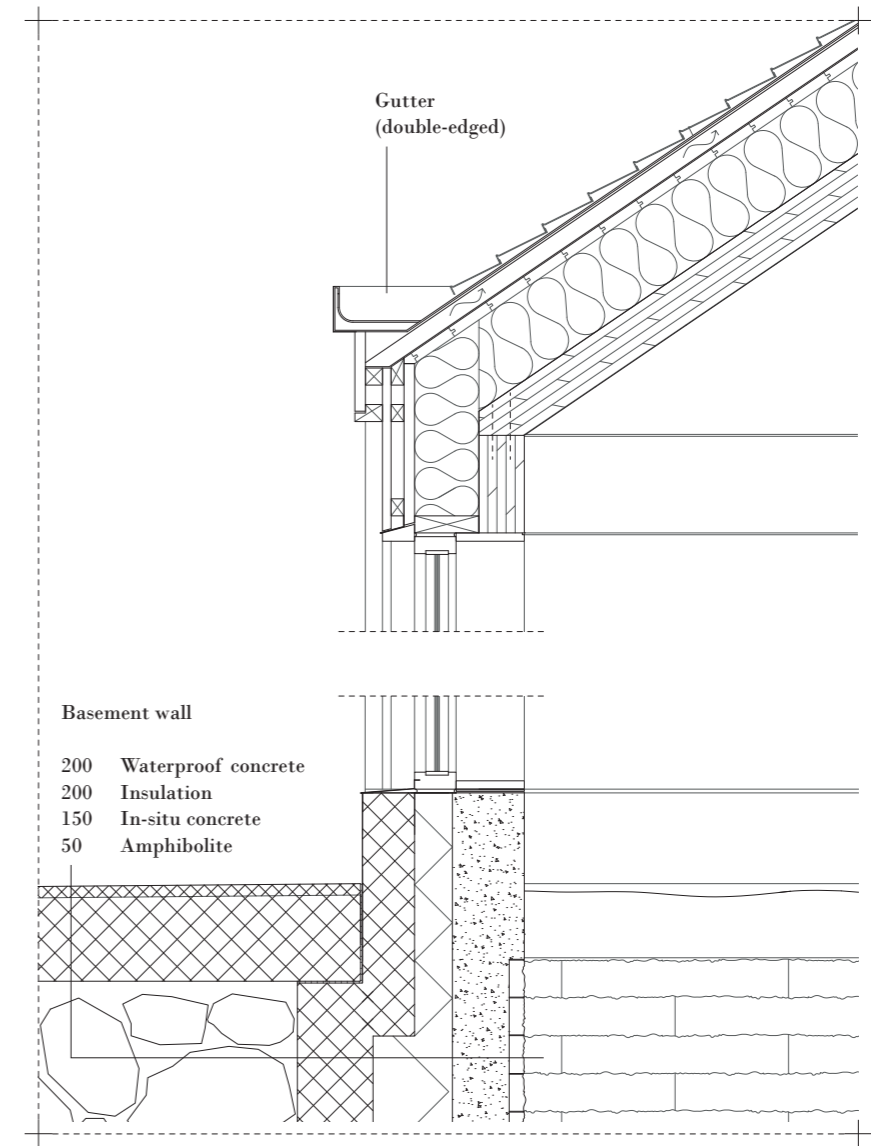 Gutter
(double-edged)
Basement wall
200 Waterproof concrete
200 Insulation
150 In-situ concrete
50 Amphibolite